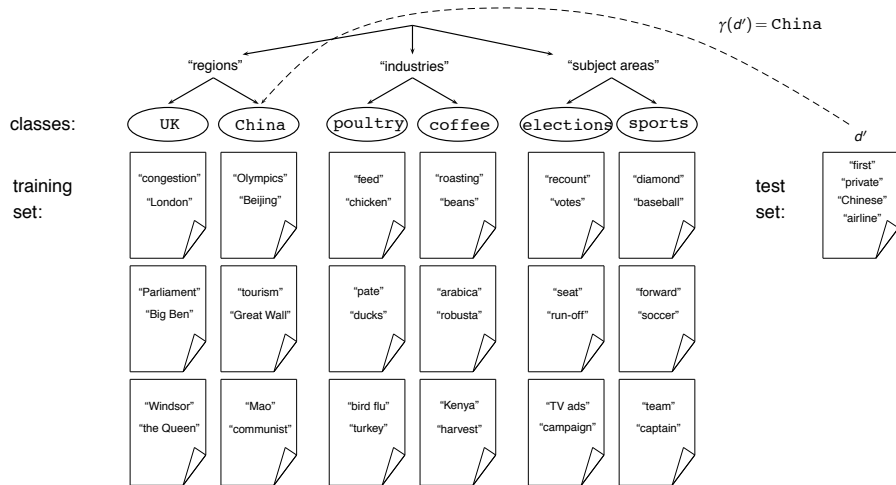 γ(d′) = China
“regions” “industries” “subject areas”
classes: UK China poultry coffee elections sports
d′
training set:
“congestion” “London”
“Olympics” “Beijing”
“feed” “chicken”
“roasting” “beans”
“recount” “votes”
“diamond” “baseball”
test set:
“first”
“private”
“Chinese”
“airline”
“Parliament” “Big Ben”
“tourism” “Great Wall”
“pate” “ducks”
“arabica” “robusta”
“seat” “run-off”
“forward” “soccer”
“Windsor” “the Queen”
“Mao” “communist”
“bird flu” “turkey”
“Kenya” “harvest”
“TV ads” “campaign”
“team” “captain”